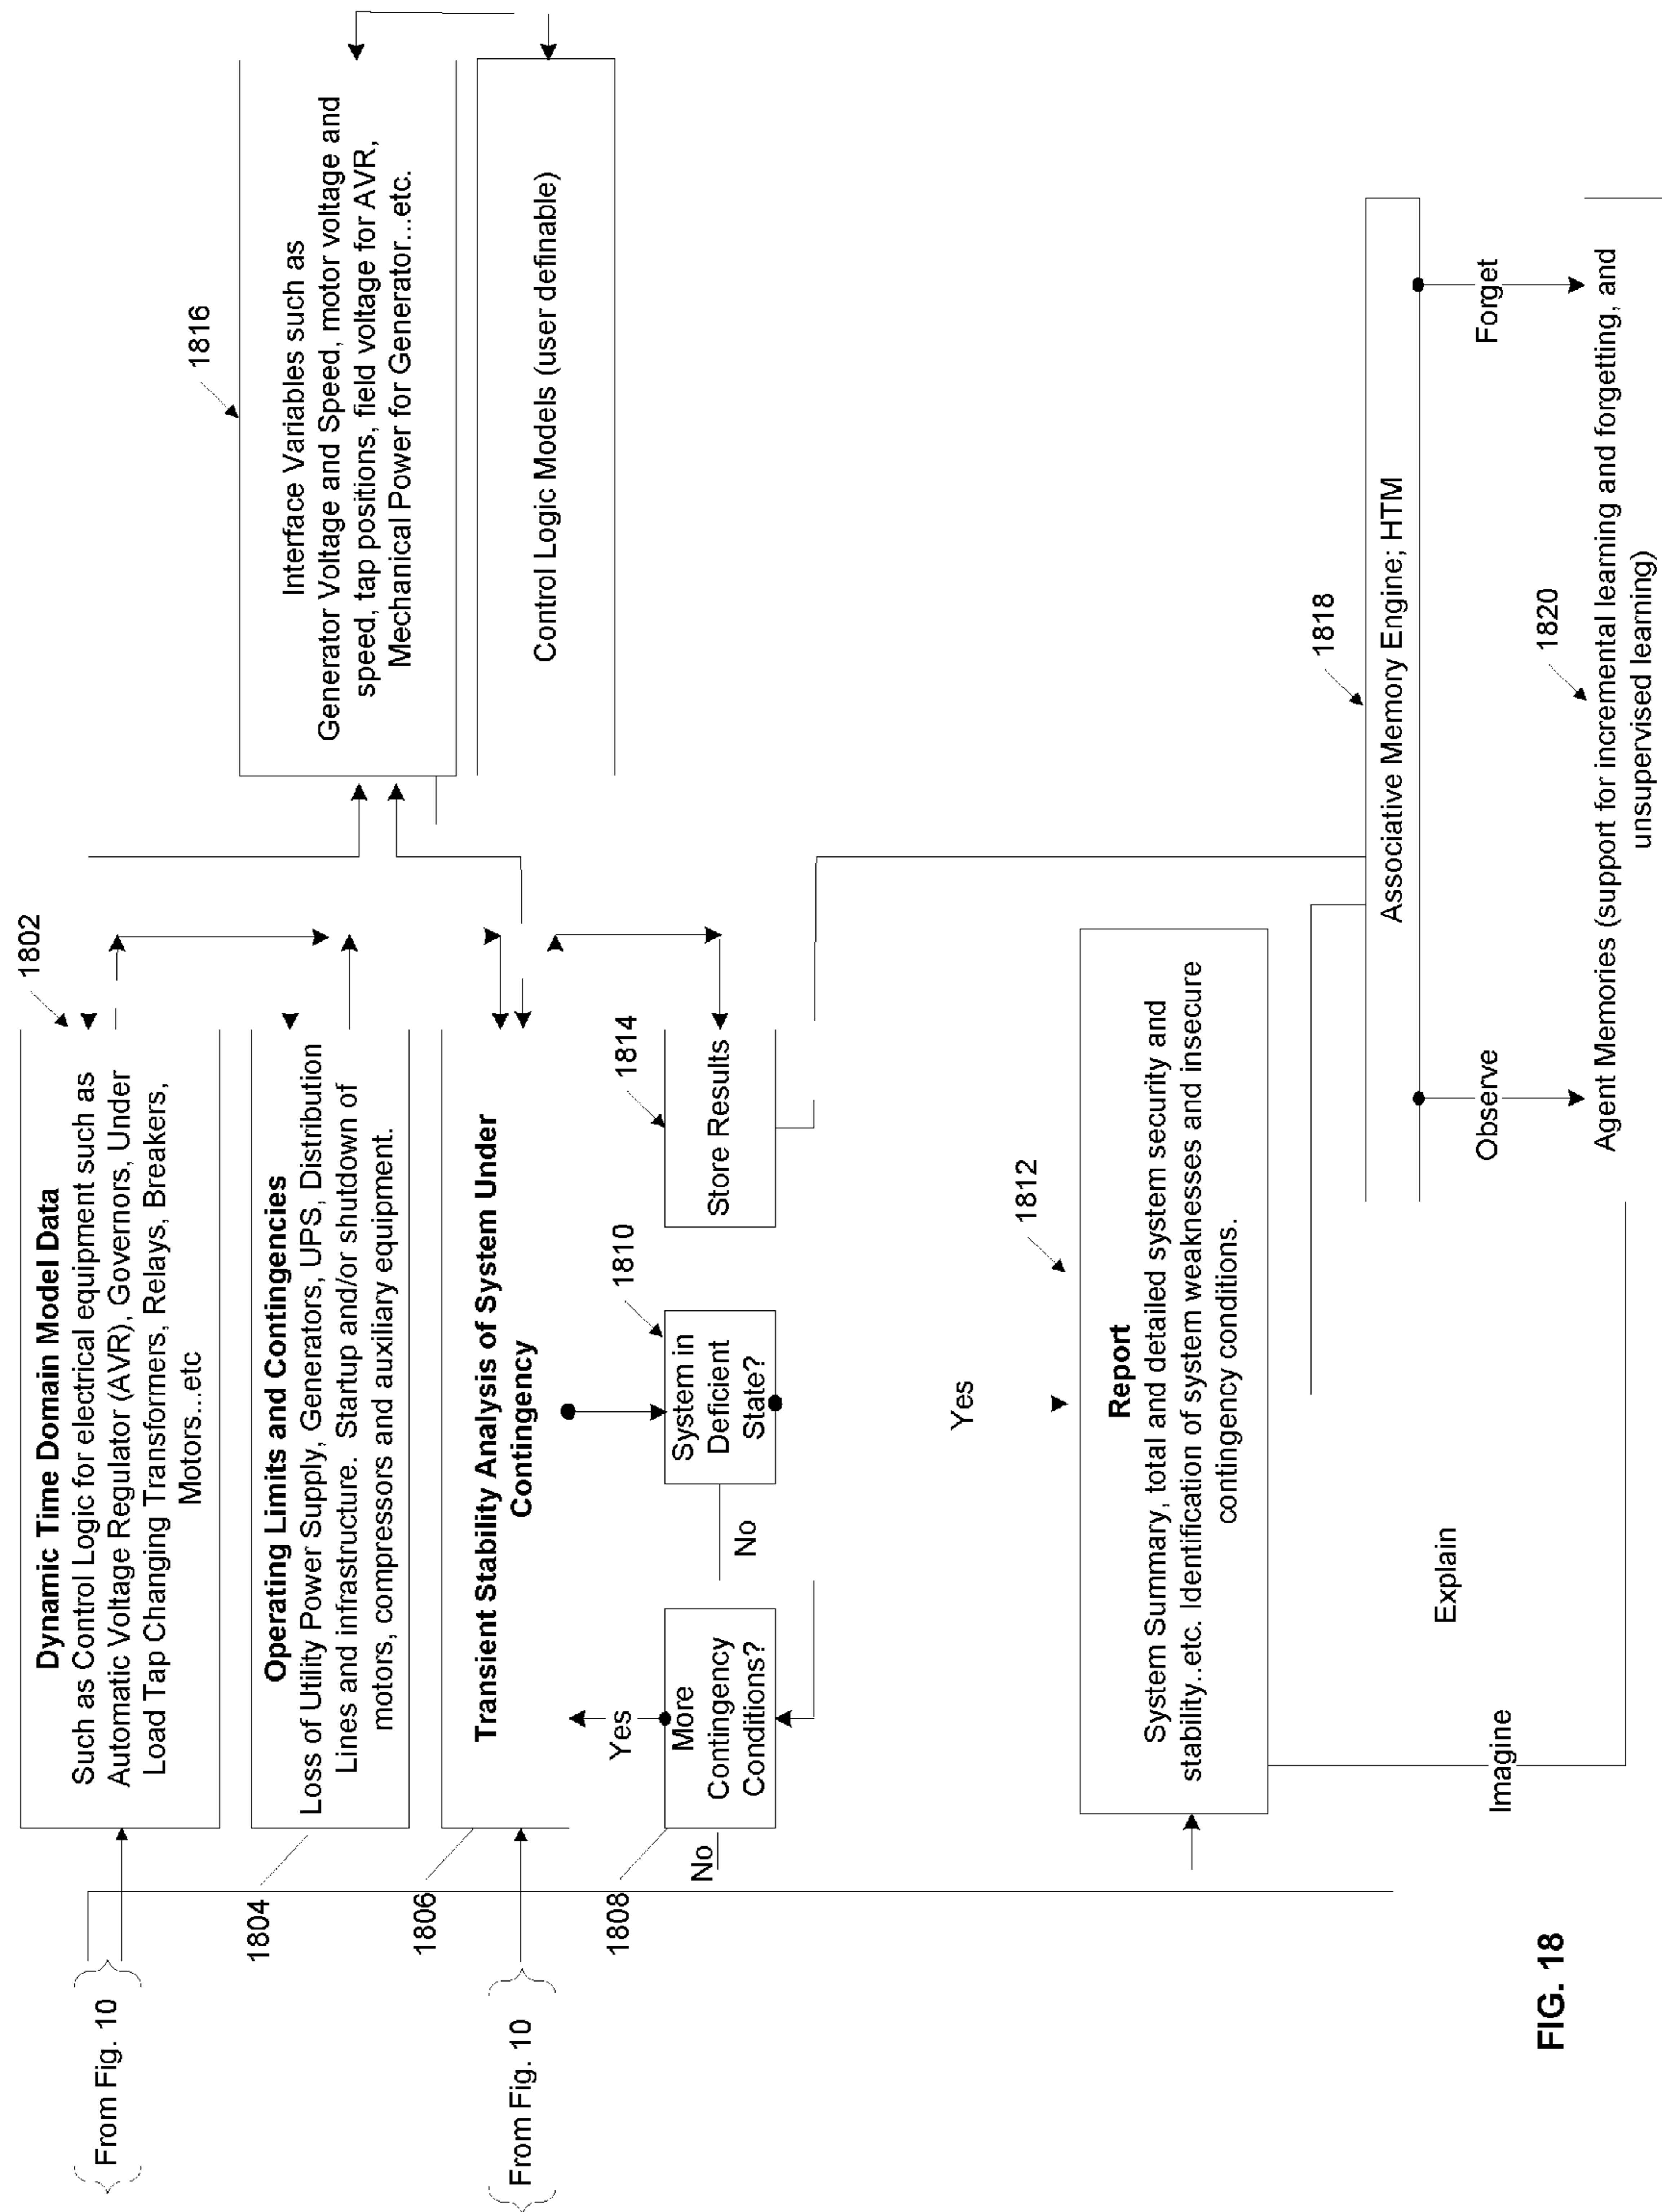 From Fig. 10
Dynamic Time Domain Model Data
Such as Control Logic for electrical equipment such as
Automatic Voltage Regulator (AVR), Governors, Under
Load Tap Changing Transformers, Relays, Breakers,
Motors...etc
1802
1804
Operating Limits and Contingencies
Loss of Utility Power Supply, Generators, UPS, Distribution
Lines and infrastructure. Startup and/or shutdown of
motors, compressors and auxiliary equipment.
1816
Interface Variables such as
Generator Voltage and Speed, motor voltage and
speed, tap positions, field voltage for AVR,
Mechanical Power for Generator...etc.
Control Logic Models (user definable)
From Fig. 10
1806
Transient Stability Analysis of System Under
Contingency
1808
Yes
More
Contingency
Conditions?
No
No
1810
System in
Deficient
State?
1814
Store Results
Yes
1812
Report
System Summary, total and detailed system security and
stability..etc. Identification of system weaknesses and insecure
contingency conditions.
1818
Associative Memory Engine; HTM
Explain
Imagine
Observe
Forget
1820
Agent Memories (support for incremental learning and forgetting, and
unsupervised learning)
FIG. 18